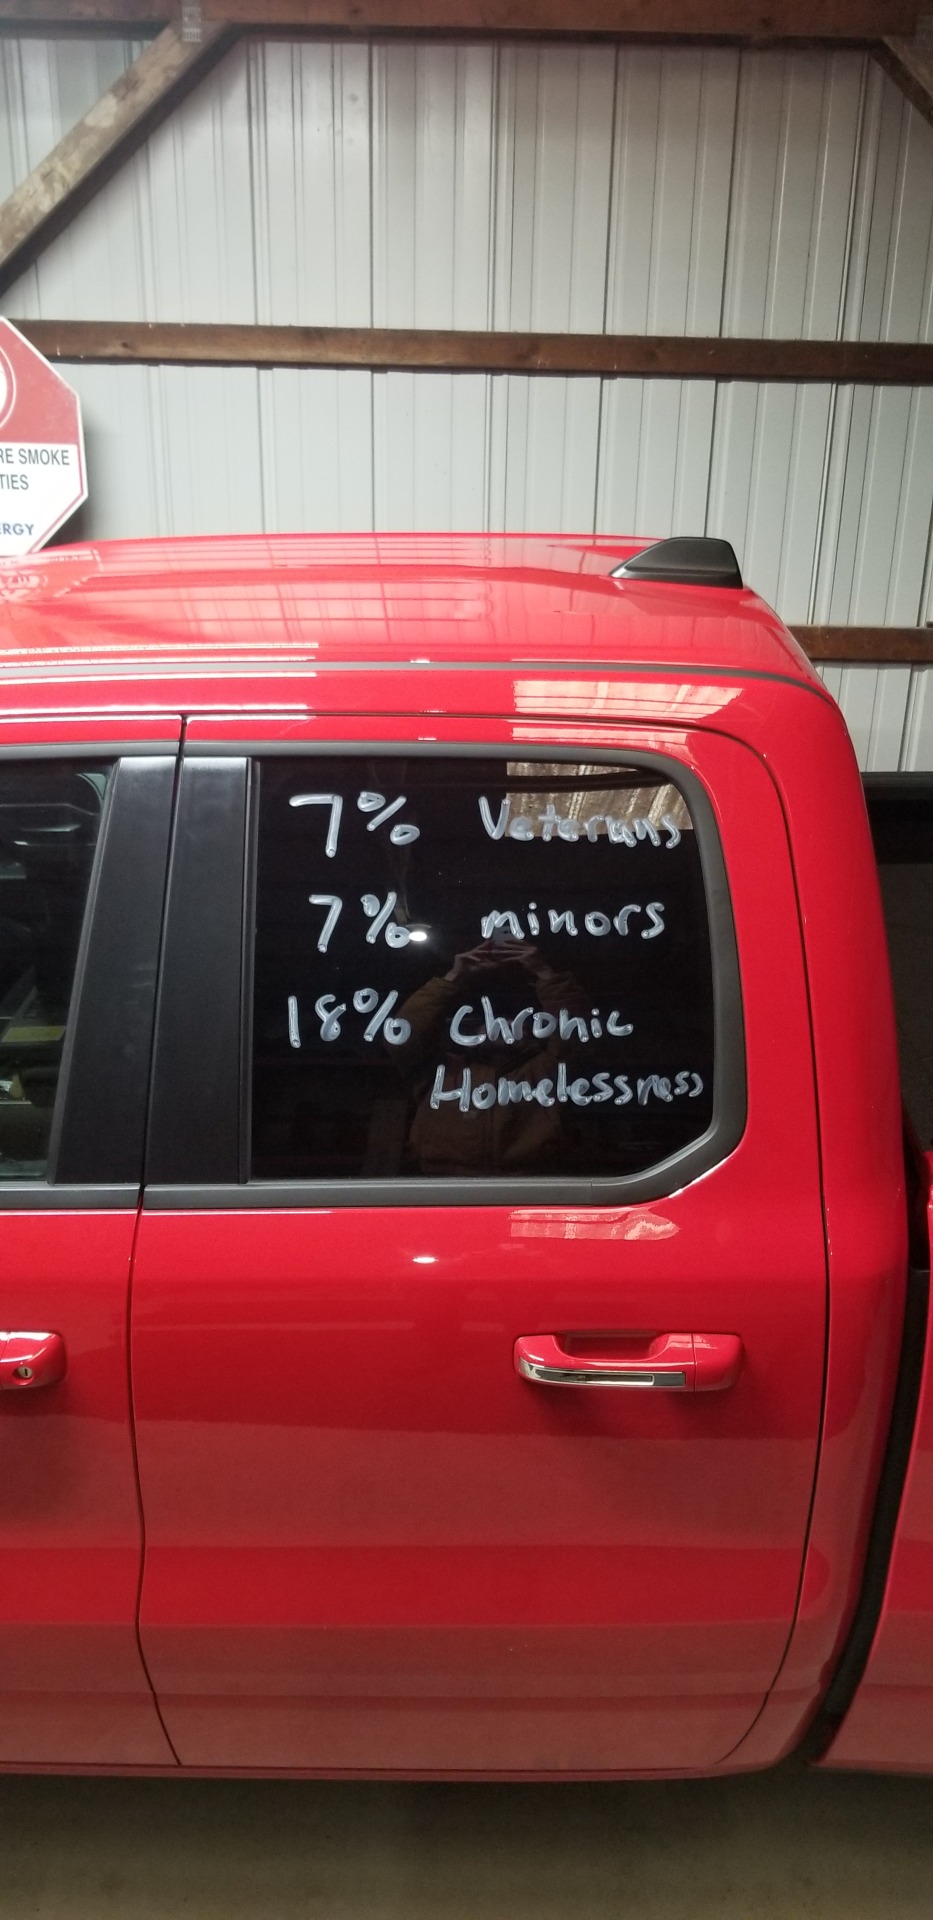 RE SMOKE
TIES
ERGY
7% Veterans
7% minors
18% Chronic
Homelessness